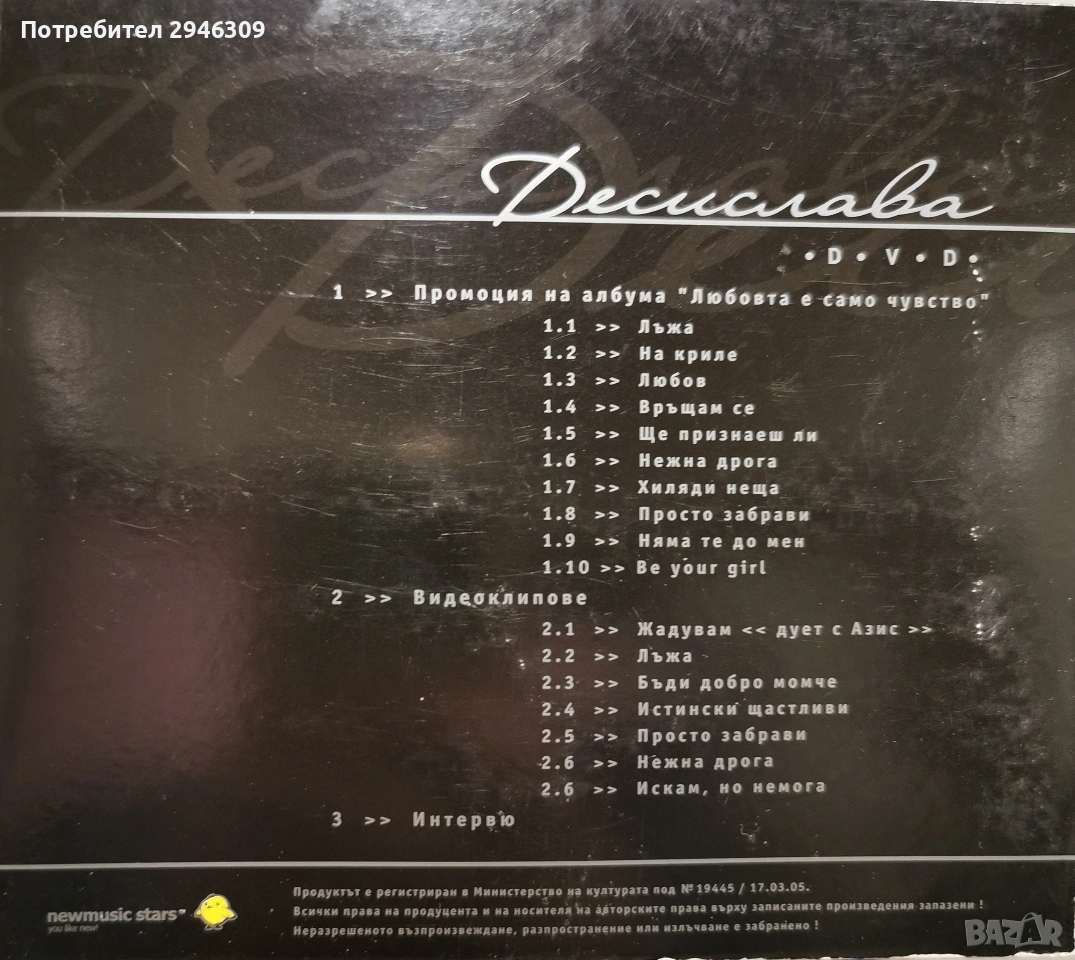 Потребител 2946309
Десислава
• D • V • D •
1 >> Промоция на албума "Любовта е само чувство"
1.1 >> Лъжа
1.2 >> На криле
1.3 >> Любов
1.4 >> Връщам се
1.5 >> Ще признаеш ли
1.6 >> Нежна дрога
1.7 >> Хиляди неща
1.8 >> Просто забрави
1.9 >> Няма те до мен
1.10 >> Be your girl
2 >> Видеоклипове
2.1 >> Жадувам << дует с Азис >>
2.2 >> Лъжа
2.3 >> Бъди добро момче
2.4 >> Истински щастливи
2.5 >> Просто забрави
2.6 >> Нежна дрога
2.6 >> Искам, но немога
3 >> Интервю
Продуктът е регистриран в Министерство на културата под №19445 / 17.03.05.
Всички права на продуцента и на носителя на авторските права върху записаните произведения запазени !
Неразрешеното възпроизвеждане, разпространение или излъчване е забранено !
newmusic stars™
you like new!
BAZAR